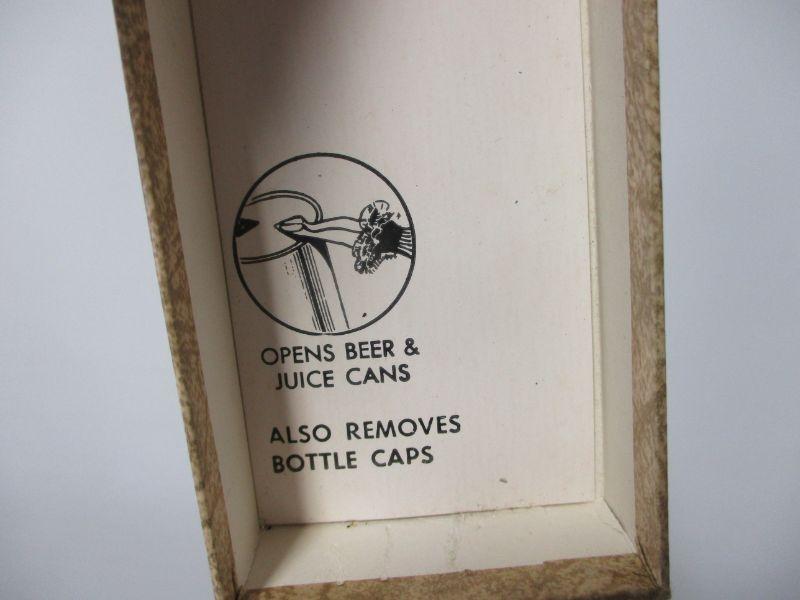 OPENS BEER &
JUICE CANS
ALSO REMOVES
BOTTLE CAPS